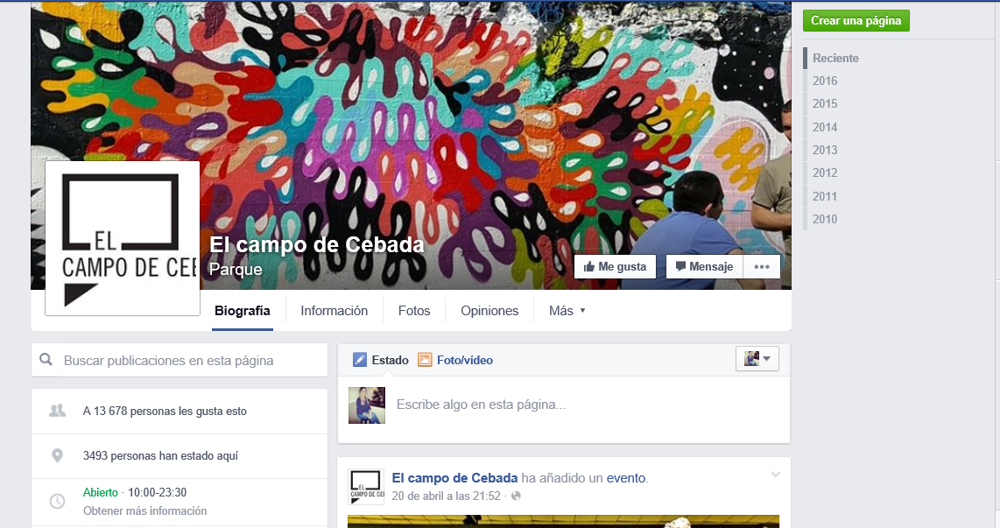 Crear una página
Reciente
2016
2015
2014
2013
2012
2011
2010
EL
CAMPO DE CEB
El campo de Cebada
Parque
Me gusta
Mensaje
Biografía
Información
Fotos
Opiniones
Más
Buscar publicaciones en esta página
A 13 678 personas les gusta esto
3493 personas han estado aquí
Abierto · 10:00-23:30
Obtener más información
Estado
Foto/vídeo
Escribe algo en esta página...
EL
CAMPO DE CEB
El campo de Cebada ha añadido un evento.
20 de abril a las 21:52 ·